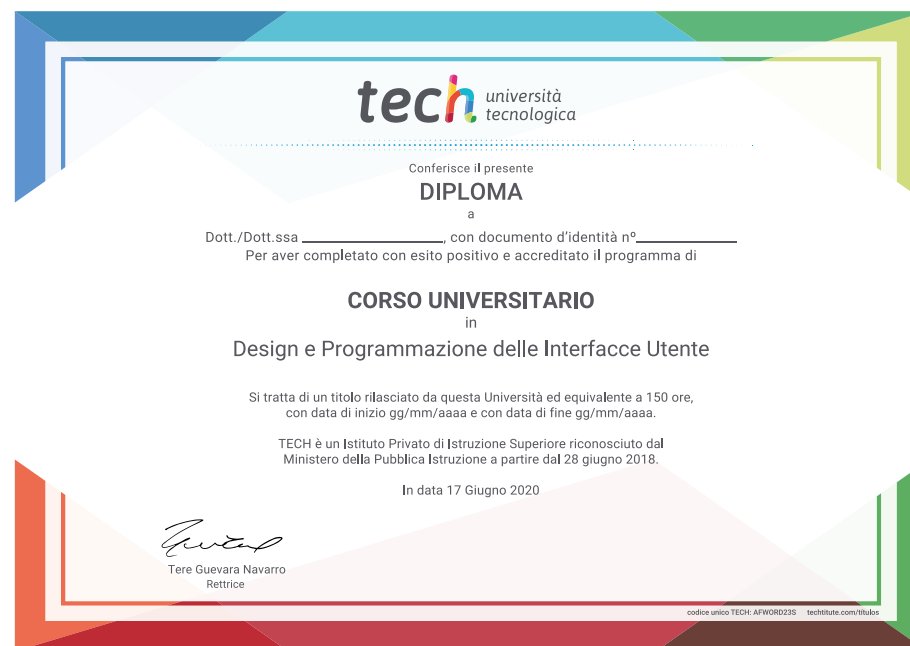 tech università
tecnologica
Conferisce il presente
DIPLOMA
a
Dott./Dott.ssa ____________, con documento d'identità nº____________
Per aver completato con esito positivo e accreditato il programma di
CORSO UNIVERSITARIO
in
Design e Programmazione delle Interfacce Utente
Si tratta di un titolo rilasciato da questa Università ed equivalente a 150 ore,
con data di inizio gg/mm/aaaa e con data di fine gg/mm/aaaa.
TECH è un Istituto Privato di Istruzione Superiore riconosciuto dal
Ministero della Pubblica Istruzione a partire dal 28 giugno 2018.
In data 17 Giugno 2020
Tere Guevara Navarro
Rettrice
codice unico TECH: AFWORD23S techtitute.com/títulos